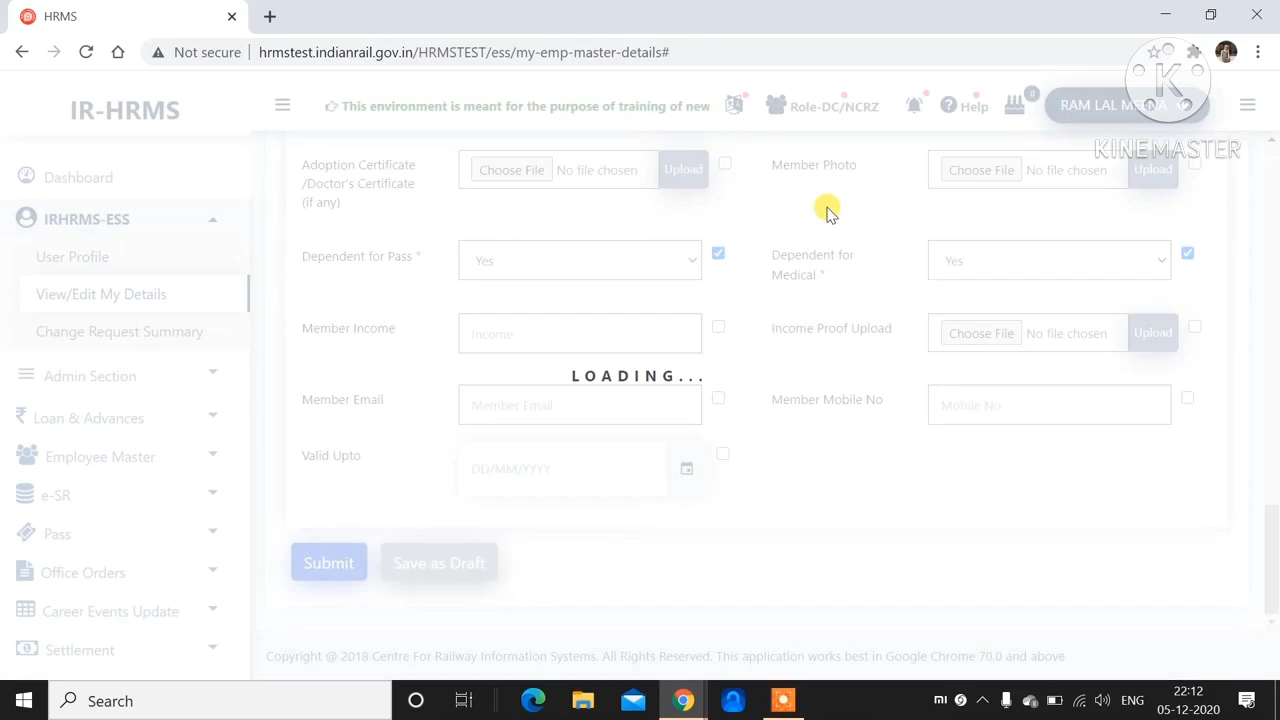 HRMS
Not secure
hrmstest.indianrail.gov.in/HRMSTEST/ess/my-emp-master-details#
IR-HRMS
This environment is meant for the purpose of training of new
Role-DC/NCRZ
Help
0
RAM LAL MEENA
K
KINEMASTER
Dashboard
IRHRMS-ESS
User Profile
View/Edit My Details
Change Request Summary
Admin Section
Loan & Advances
Employee Master
e-SR
Pass
Office Orders
Career Events Update
Settlement
Adoption Certificate
/Doctor's Certificate
(if any)
Choose File No file chosen Upload
Member Photo
Choose File No file chosen Upload
Dependent for Pass *
Yes
Dependent for
Medical *
Yes
Member Income
Income
Income Proof Upload
Choose File No file chosen Upload
LOADING...
Member Email
Member Email
Member Mobile No
Mobile No
Valid Upto
DD/MM/YYYY
Submit
Save as Draft
Copyright @ 2018 Centre For Railway Information Systems. All Rights Reserved. This application works best in Google Chrome 70.0 and above
Search
ENG
22:12
05-12-2020